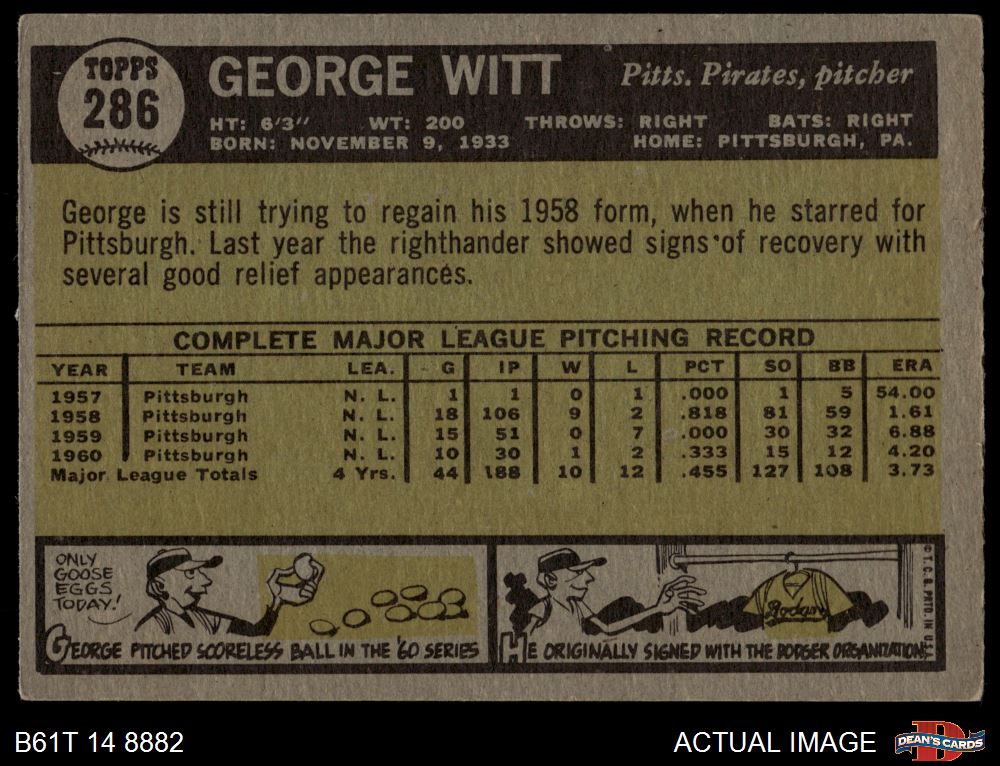 TOPPS
286
GEORGE WITT
Pitts. Pirates, pitcher
HT: 6'3" WT: 200 THROWS: RIGHT BATS: RIGHT
BORN: NOVEMBER 9, 1933 HOME: PITTSBURGH, PA.
George is still trying to regain his 1958 form, when he starred for
Pittsburgh. Last year the righthander showed signs of recovery with
several good relief appearances.
COMPLETE MAJOR LEAGUE PITCHING RECORD
YEAR TEAM LEA. G IP W L PCT SO BB ERA
1957 Pittsburgh N. L. 1 1 0 1 .000 1 5 54.00
1958 Pittsburgh N. L. 18 106 9 2 .818 81 59 1.61
1959 Pittsburgh N. L. 15 51 0 7 .000 30 32 6.88
1960 Pittsburgh N. L. 10 30 1 2 .333 15 12 4.20
Major League Totals 4 Yrs. 44 188 10 12 .455 127 108 3.73
ONLY
GOOSE
EGGS
TODAY!
GEORGE PITCHED SCORELESS BALL IN THE '60 SERIES
Dodgers
HE ORIGINALLY SIGNED WITH THE DODGER ORGANIZATION!
© T.C.G. PRTD. IN U.S.A.
B61T 14 8882
ACTUAL IMAGE
DEAN'S CARDS